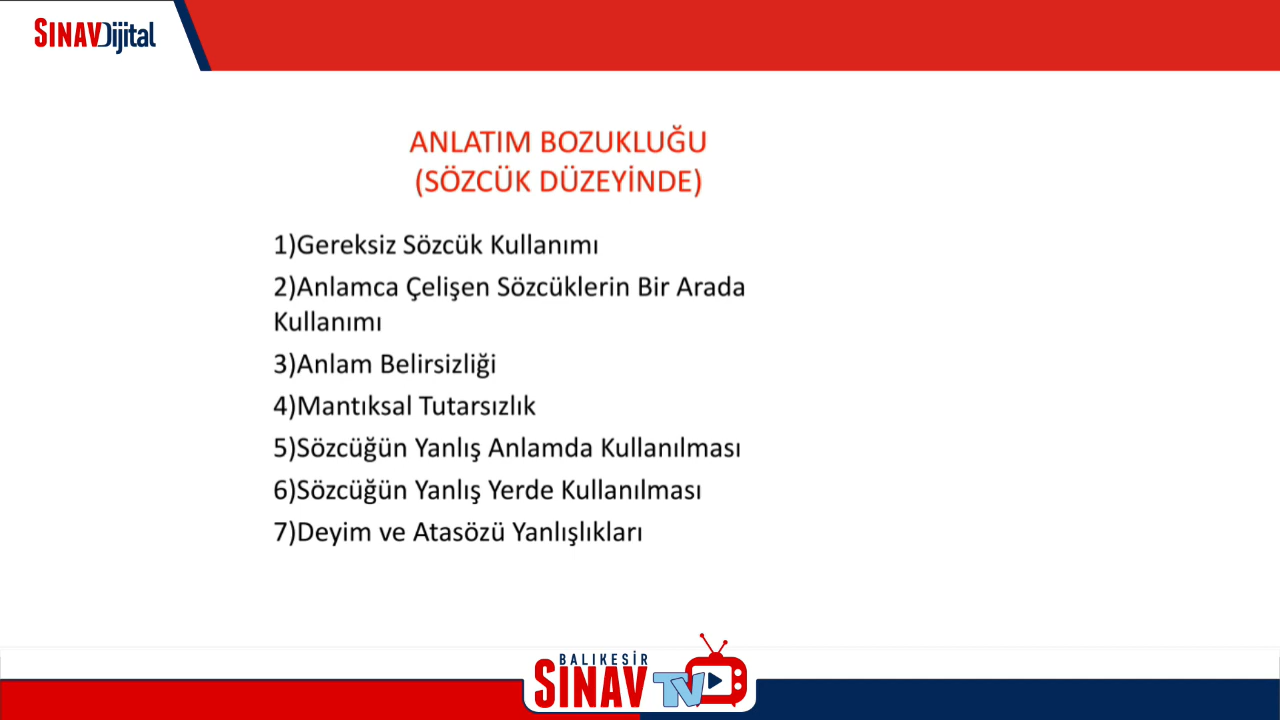 SINAVDijital
ANLATIM BOZUKLUĞU
(SÖZCÜK DÜZEYİNDE)
1)Gereksiz Sözcük Kullanımı
2)Anlamca Çelişen Sözcüklerin Bir Arada
Kullanımı
3)Anlam Belirsizliği
4)Mantıksal Tutarsızlık
5)Sözcüğün Yanlış Anlamda Kullanılması
6)Sözcüğün Yanlış Yerde Kullanılması
7)Deyim ve Atasözü Yanlışlıkları
BALIKESİR
SINAV TV